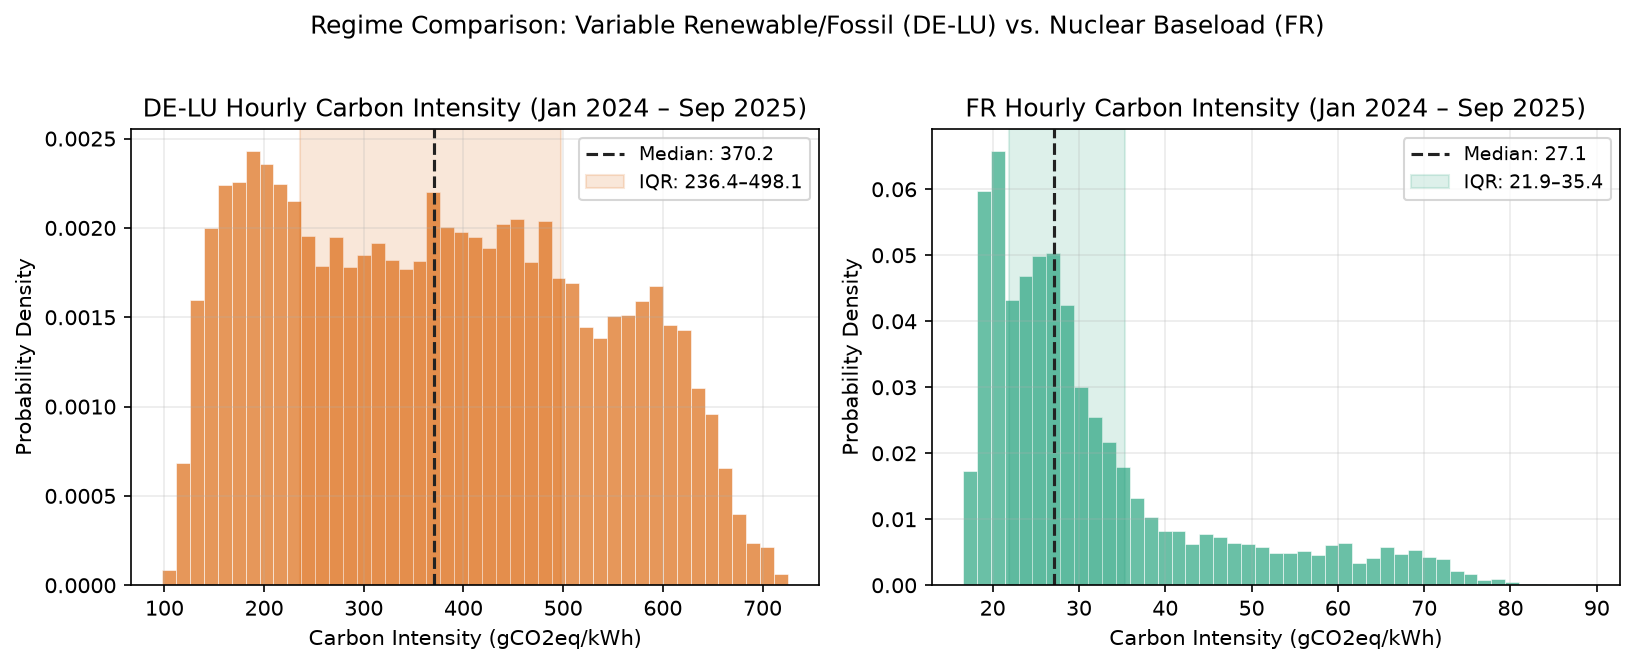 Regime Comparison: Variable Renewable/Fossil (DE-LU) vs. Nuclear Baseload (FR)
DE-LU Hourly Carbon Intensity (Jan 2024 – Sep 2025)
Probability Density
0.0025
0.0020
0.0015
0.0010
0.0005
0.0000
Median: 370.2
IQR: 236.4–498.1
100 200 300 400 500 600 700
Carbon Intensity (gCO2eq/kWh)
FR Hourly Carbon Intensity (Jan 2024 – Sep 2025)
Probability Density
0.06
0.05
0.04
0.03
0.02
0.01
0.00
Median: 27.1
IQR: 21.9–35.4
20 30 40 50 60 70 80 90
Carbon Intensity (gCO2eq/kWh)